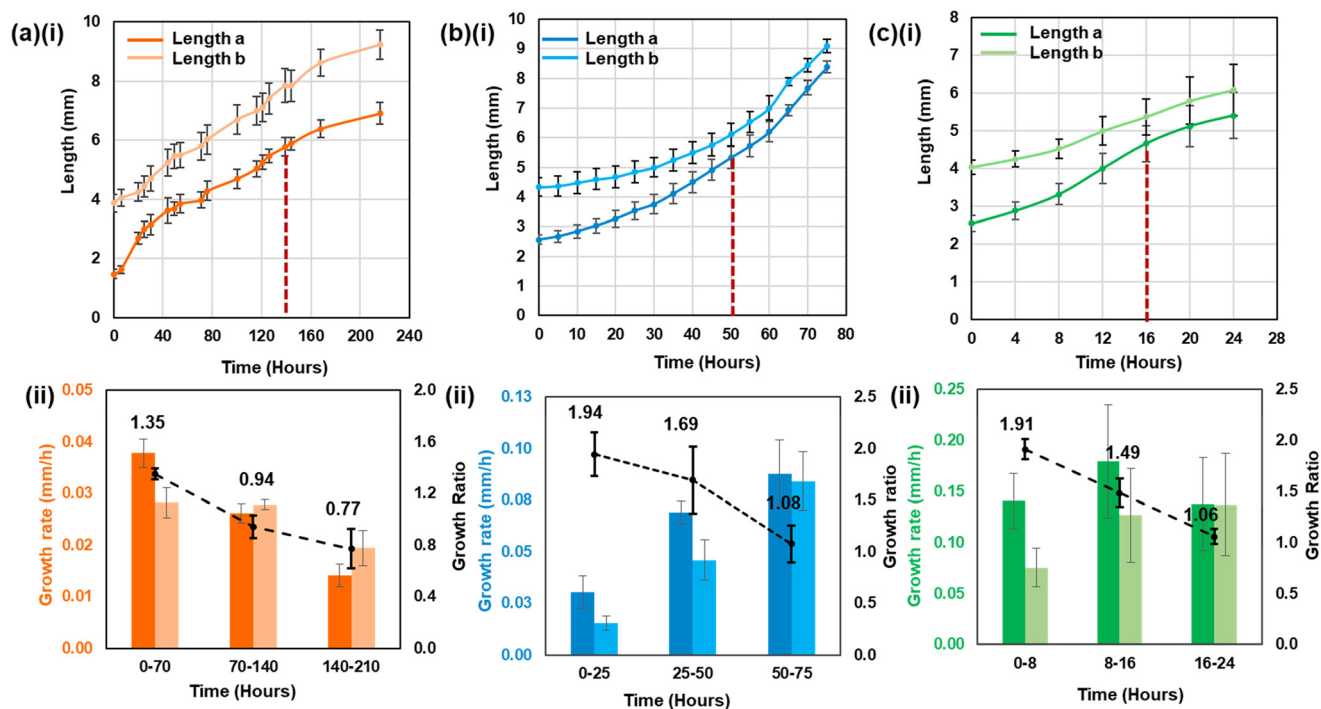 (a)(i)
Length a
Length b
Length (mm)
10
8
6
4
2
0
0 40 80 120 160 200 240
Time (Hours)
(b)(i)
Length a
Length b
Length (mm)
10
9
8
7
6
5
4
3
2
1
0
0 10 20 30 40 50 60 70 80
Time (Hours)
(c)(i)
Length a
Length b
Length (mm)
8
7
6
5
4
3
2
1
0
0 4 8 12 16 20 24 28
Time (Hours)
(ii)
Growth rate (mm/h)
0.05
0.04
0.03
0.02
0.01
0.00
1.35
0.94
0.77
2.0
1.6
1.2
0.8
0.4
0.0
Growth Ratio
0-70 70-140 140-210
Time (Hours)
(ii)
Growth rate (mm/h)
0.13
0.10
0.08
0.05
0.03
0.00
1.94
1.69
1.08
2.5
2.0
1.5
1.0
0.5
0.0
Growth ratio
0-25 25-50 50-75
Time (Hours)
(ii)
Growth rate (mm/h)
0.25
0.20
0.15
0.10
0.05
0.00
1.91
1.49
1.06
2.5
2.0
1.5
1.0
0.5
0.0
Growth ratio
0-8 8-16 16-24
Time (Hours)